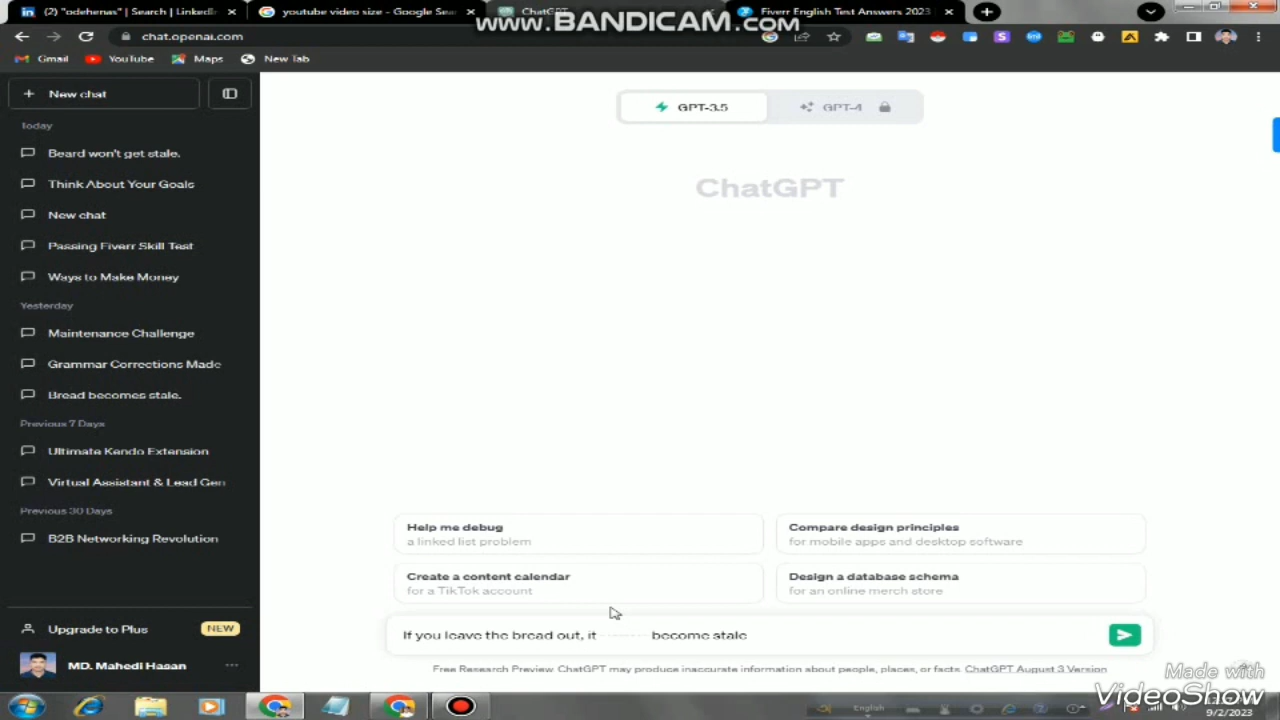 (2) "odehenas" | Search | LinkedIn
youtube video size - Google Sea
ChatGPT
Fiverr English Test Answers 2023
www.BANDICAM.com
chat.openai.com
Gmail
YouTube
Maps
New Tab
New chat
Today
Beard won't get stale.
Think About Your Goals
New chat
Passing Fiverr Skill Test
Ways to Make Money
Yesterday
Maintenance Challenge
Grammar Corrections Made
Bread becomes stale.
Previous 7 Days
Ultimate Kendo Extension
Virtual Assistant & Lead Gen
Previous 30 Days
B2B Networking Revolution
Upgrade to Plus
NEW
MD. Mahedi Hasan
GPT-3.5
GPT-4
ChatGPT
Help me debug
a linked list problem
Compare design principles
for mobile apps and desktop software
Create a content calendar
for a TikTok account
Design a database schema
for an online merch store
If you leave the bread out, it -------- become stale
Free Research Preview. ChatGPT may produce inaccurate information about people, places, or facts. ChatGPT August 3 Version
Made with
VideoShow
English
9/2/2023